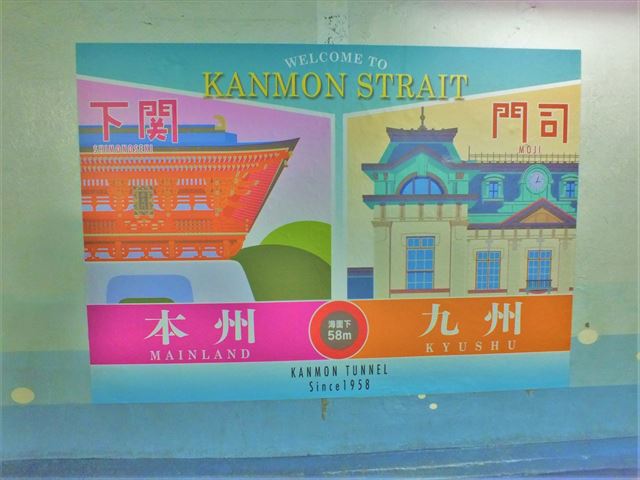 WELCOME TO
KANMON STRAIT
下関
SHIMONOSEKI
門司
MOJI
本州
MAINLAND
海面下
58m
九州
KYUSHU
KANMON TUNNEL
Since1958